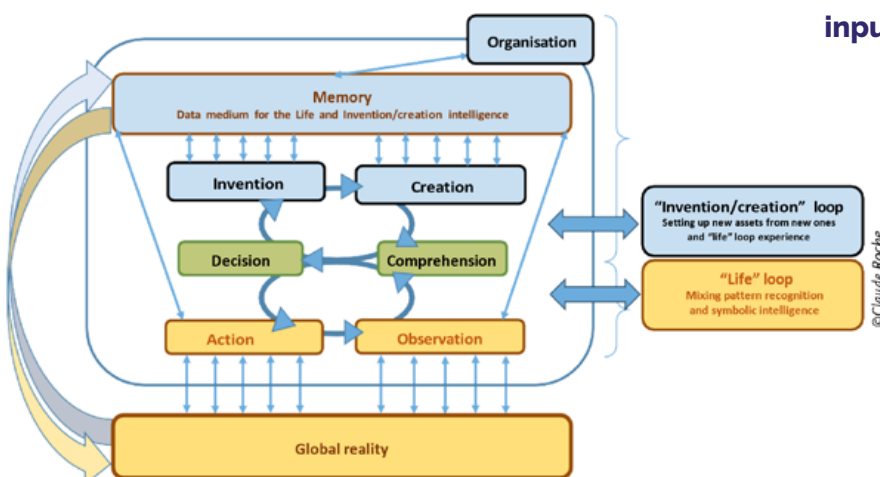 inpu
Organisation
Memory
Data medium for the Life and Invention/creation intelligence
Invention
Creation
Decision
Comprehension
Action
Observation
Global reality
“Invention/creation” loop
Setting up new assets from new ones
and “life” loop experience
“Life” loop
Mixing pattern recognition
and symbolic intelligence
©Claude Roche